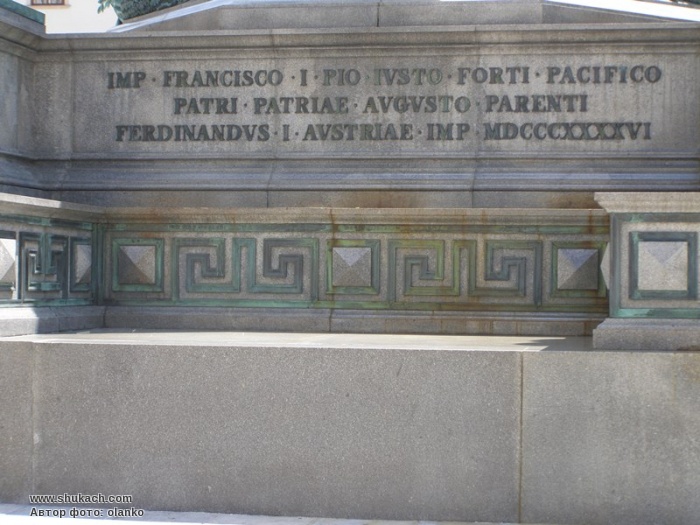 IMP · FRANCISCO · I · PIO · IVSTO · FORTI · PACIFICO
PATRI · PATRIAE · AVGVSTO · PARENTI
FERDINANDVS · I · AVSTRIAE · IMP · MDCCCXXXXVI
www.shukach.com
Автор фото: olanko